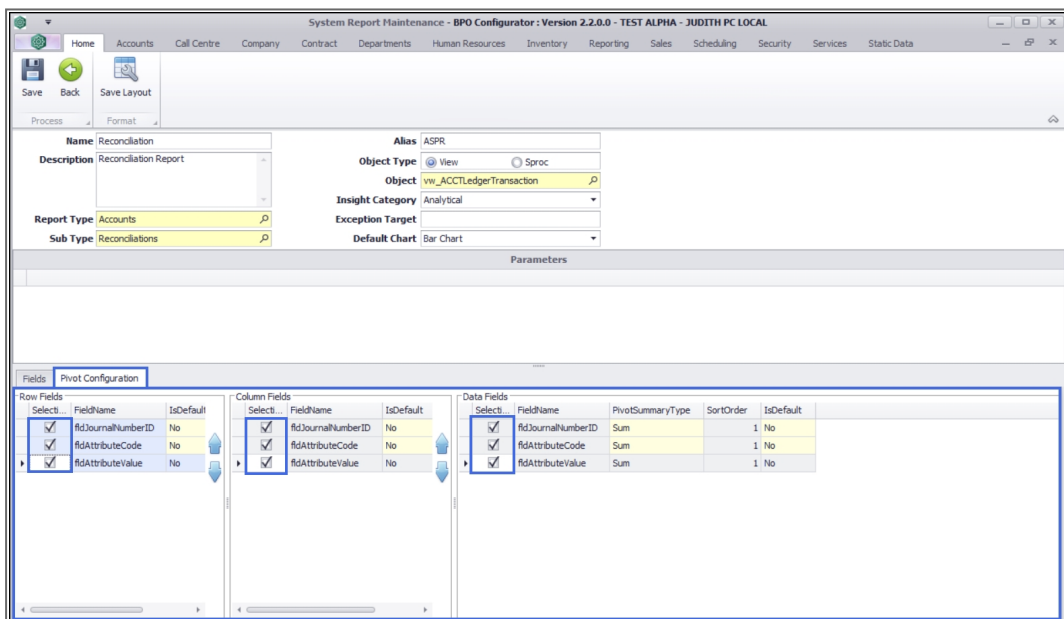 System Report Maintenance - BPO Configurator : Version 2.2.0.0 - TEST ALPHA - JUDITH PC LOCAL
Home Accounts Call Centre Company Contract Departments Human Resources Inventory Reporting Sales Scheduling Security Services Static Data
Save Back Save Layout
Process Format
Name Reconciliation Alias ASPR
Description Reconciliation Report Object Type View Sproc
Object vw_ACCTLedgerTransaction
Insight Category Analytical
Report Type Accounts Exception Target
Sub Type Reconciliations Default Chart Bar Chart
Parameters
Fields Pivot Configuration
Row Fields Column Fields Data Fields
Selecti... FieldName IsDefault Selecti... FieldName IsDefault Selecti... FieldName PivotSummaryType SortOrder IsDefault
fldJournalNumberID No fldJournalNumberID No fldJournalNumberID Sum 1 No
fldAttributeCode No fldAttributeCode No fldAttributeCode Sum 1 No
fldAttributeValue No fldAttributeValue No fldAttributeValue Sum 1 No